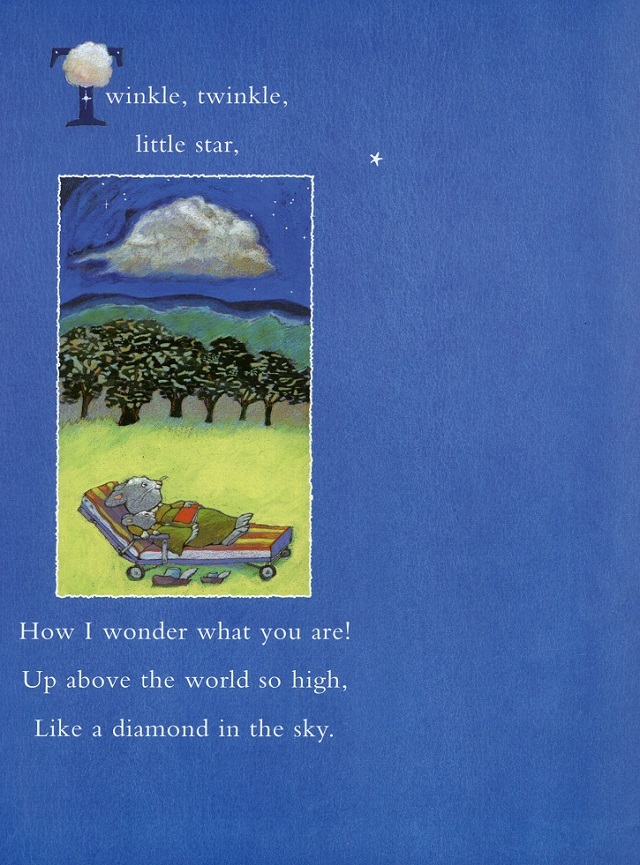 Twinkle, twinkle,
little star,
How I wonder what you are!
Up above the world so high,
Like a diamond in the sky.